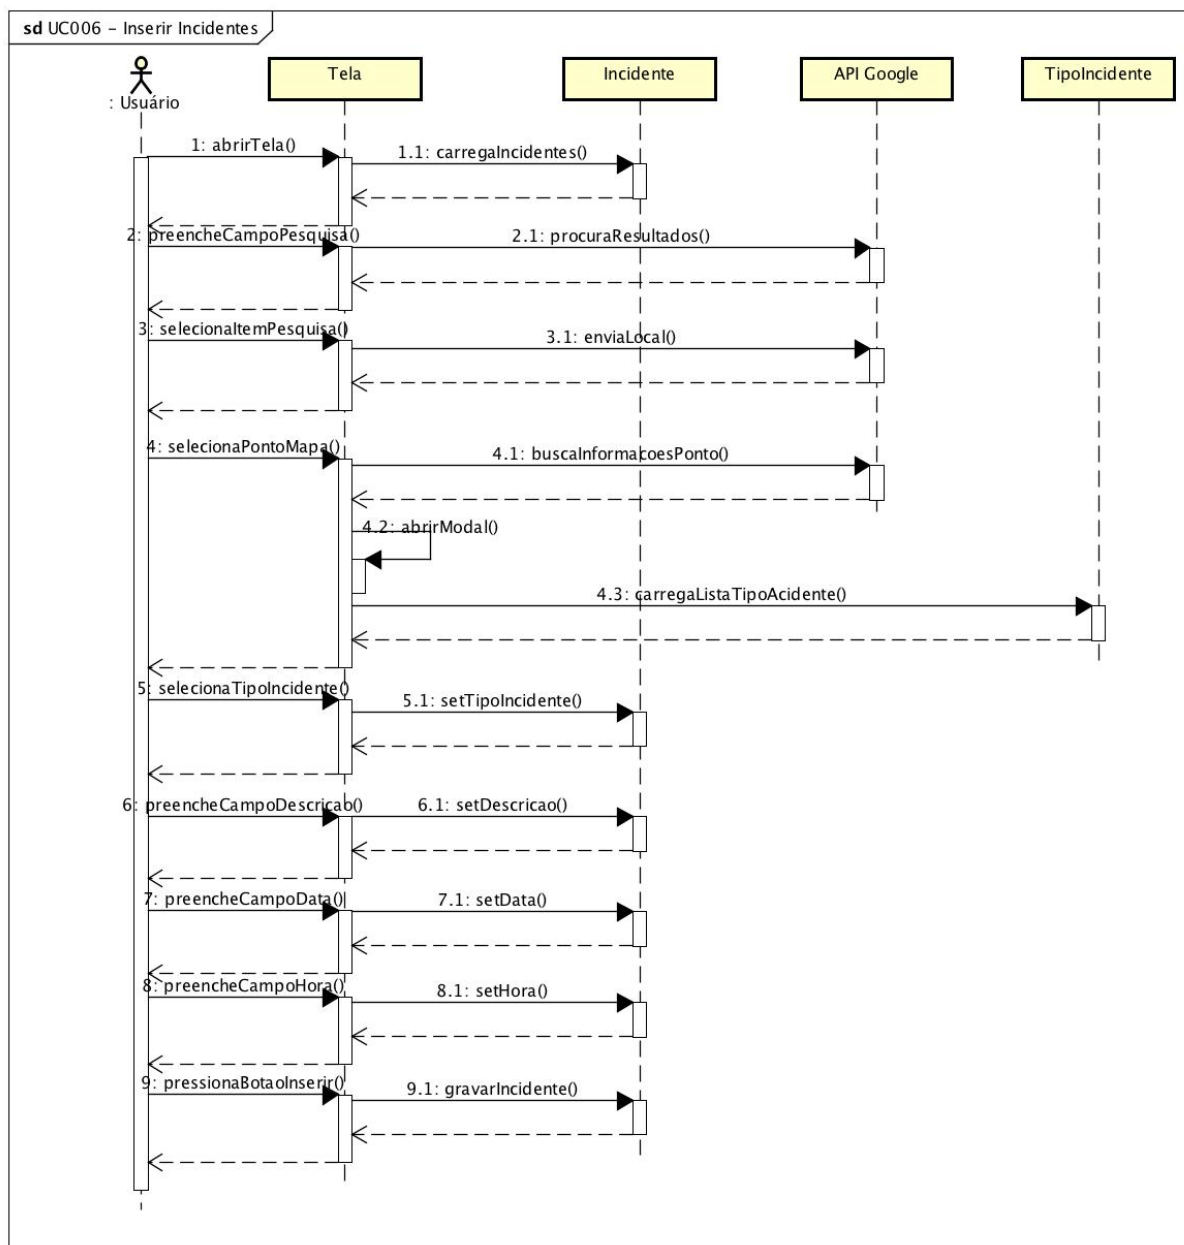 sd UC006 – Inserir Incidentes
Tela
Incidente
API Google
TipoIncidente
: Usuário
1: abrirTela()
1.1: carregaIncidentes()
2: preencheCampoPesquisa()
2.1: procuraResultados()
3: selecionaItemPesquisa()
3.1: enviaLocal()
4: selecionaPontoMapa()
4.1: buscaInformacoesPonto()
4.2: abrirModal()
4.3: carregaListaTipoAcidente()
5: selecionaTipoIncidente()
5.1: setTipoIncidente()
6: preencheCampoDescricao()
6.1: setDescricao()
7: preencheCampoData()
7.1: setData()
8: preencheCampoHora()
8.1: setHora()
9: pressionaBotaoInserir()
9.1: gravarIncidente()